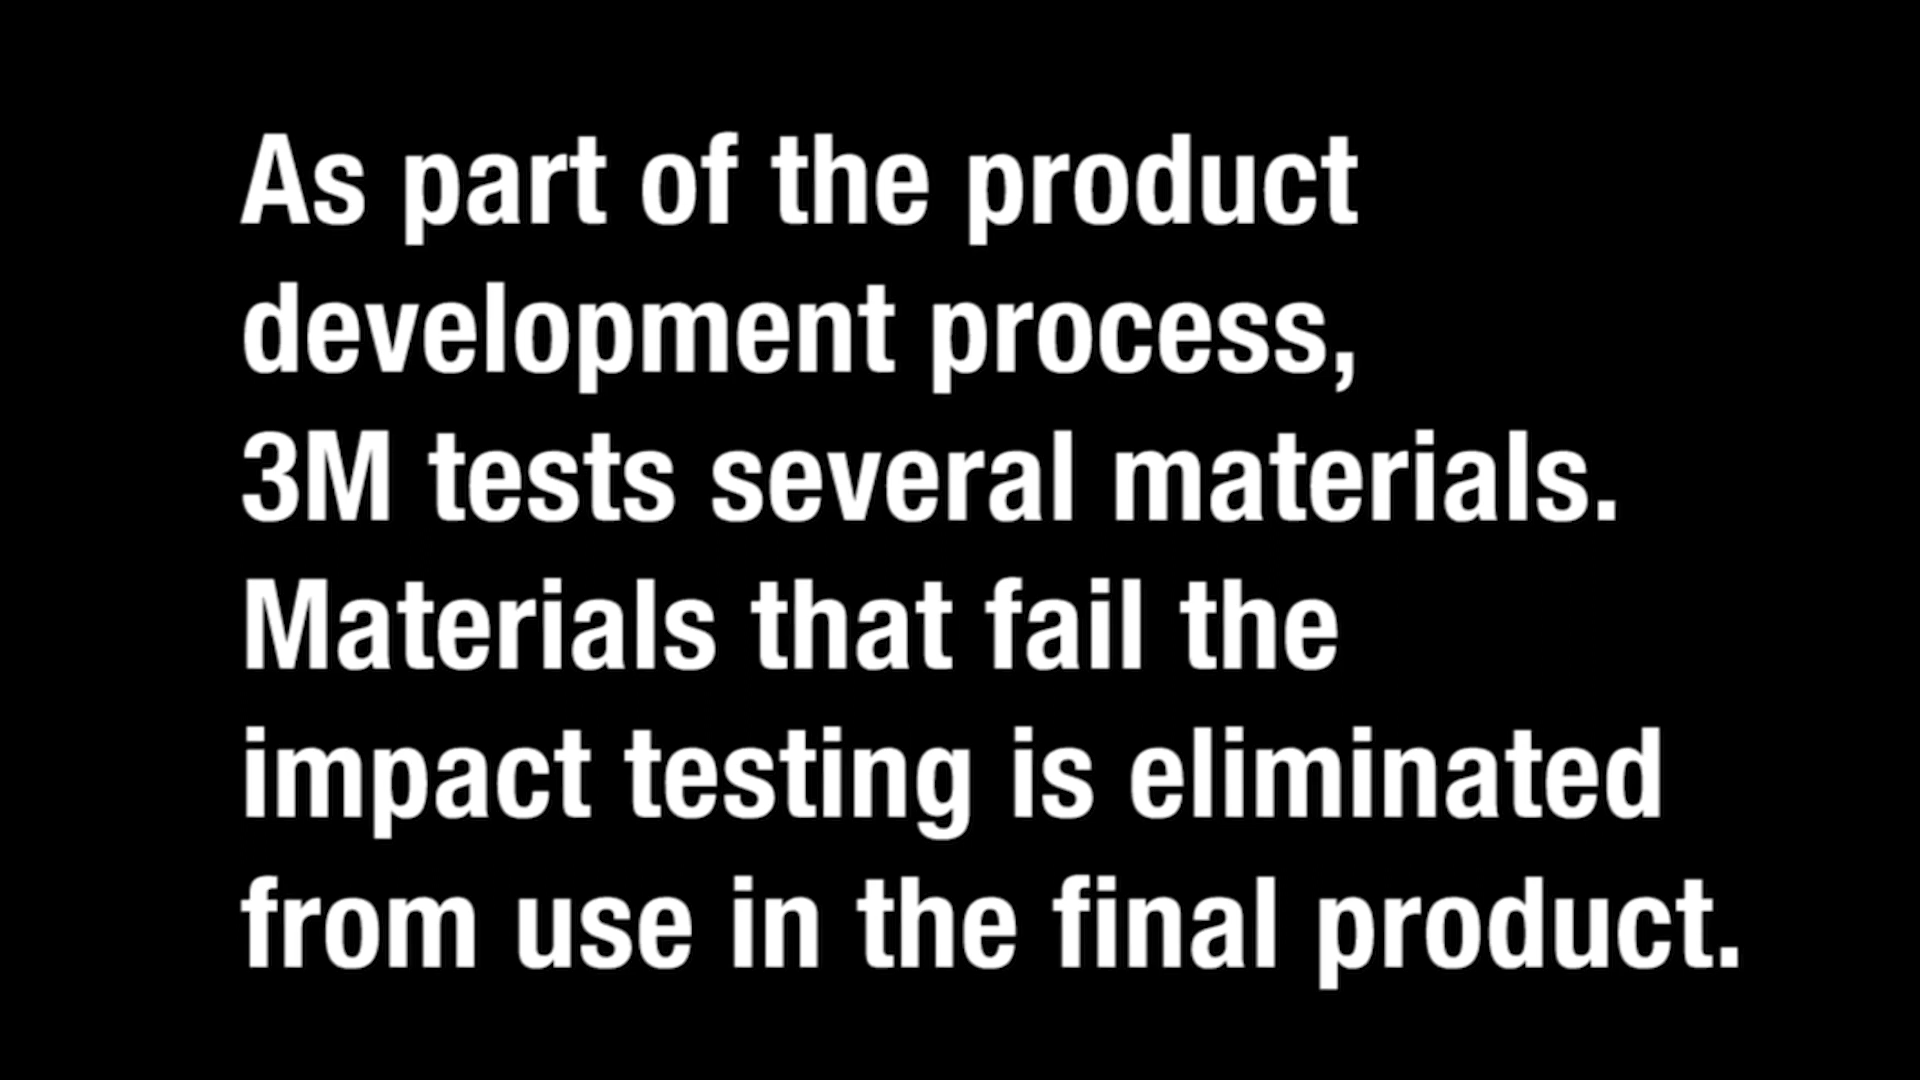 As part of the product
development process,
3M tests several materials.
Materials that fail the
impact testing is eliminated
from use in the final product.